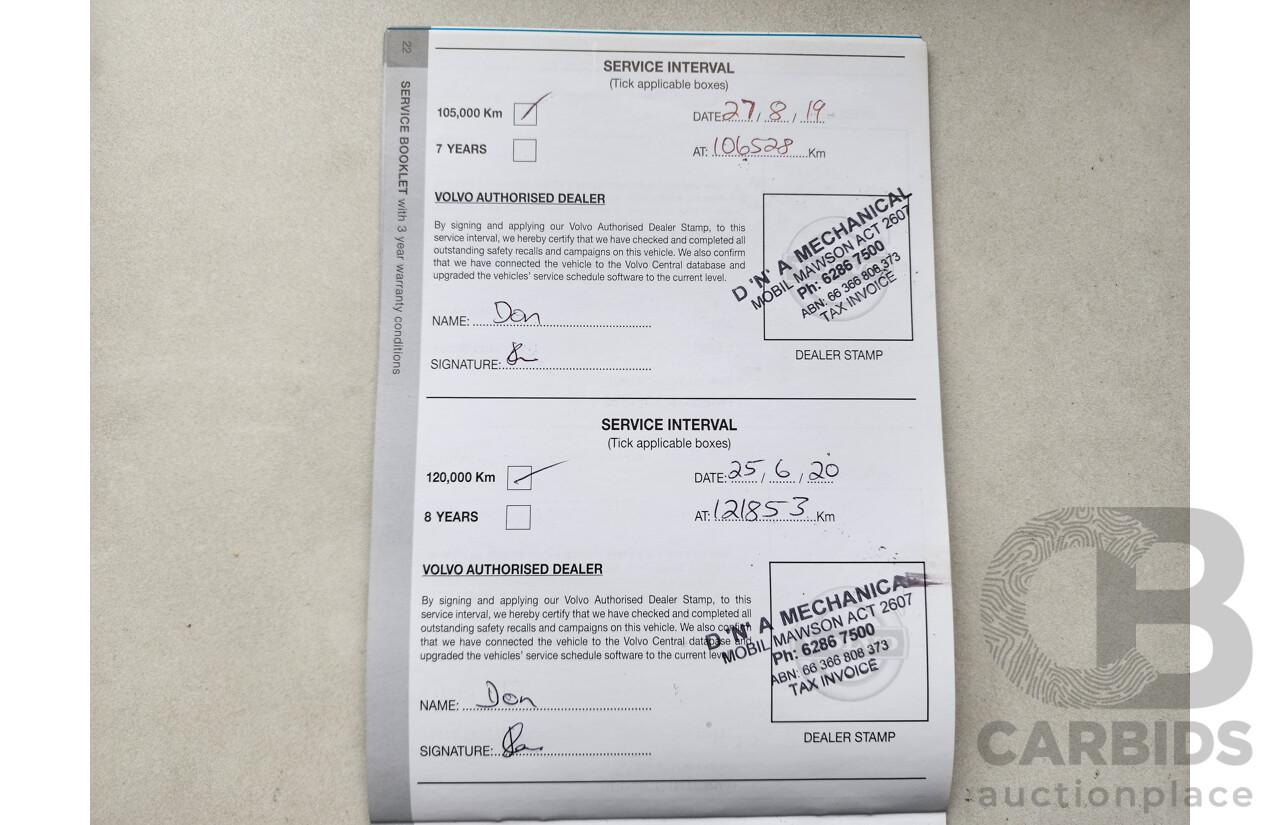 22
SERVICE BOOKLET with 3 year warranty conditions
SERVICE INTERVAL
(Tick applicable boxes)
105,000 Km
DATE: 27 / 8 / 19
7 YEARS
AT: 106528 Km
VOLVO AUTHORISED DEALER
By signing and applying our Volvo Authorised Dealer Stamp, to this
service interval, we hereby certify that we have checked and completed all
outstanding safety recalls and campaigns on this vehicle. We also confirm
that we have connected the vehicle to the Volvo Central database and
upgraded the vehicles' service schedule software to the current level.
D 'N' A MECHANICAL
MOBIL MAWSON ACT 2607
Ph: 6286 7500
ABN: 66 366 808 373
TAX INVOICE
NAME: Don
SIGNATURE:
DEALER STAMP
SERVICE INTERVAL
(Tick applicable boxes)
120,000 Km
DATE: 25 / 6 / 20
8 YEARS
AT: 121853 Km
VOLVO AUTHORISED DEALER
By signing and applying our Volvo Authorised Dealer Stamp, to this
service interval, we hereby certify that we have checked and completed all
outstanding safety recalls and campaigns on this vehicle. We also confirm
that we have connected the vehicle to the Volvo Central database and
upgraded the vehicles' service schedule software to the current level.
D 'N' A MECHANICAL
MOBIL MAWSON ACT 2607
Ph: 6286 7500
ABN: 66 366 808 373
TAX INVOICE
NAME: Don
SIGNATURE:
DEALER STAMP
CB
CARBIDS
auctionplace